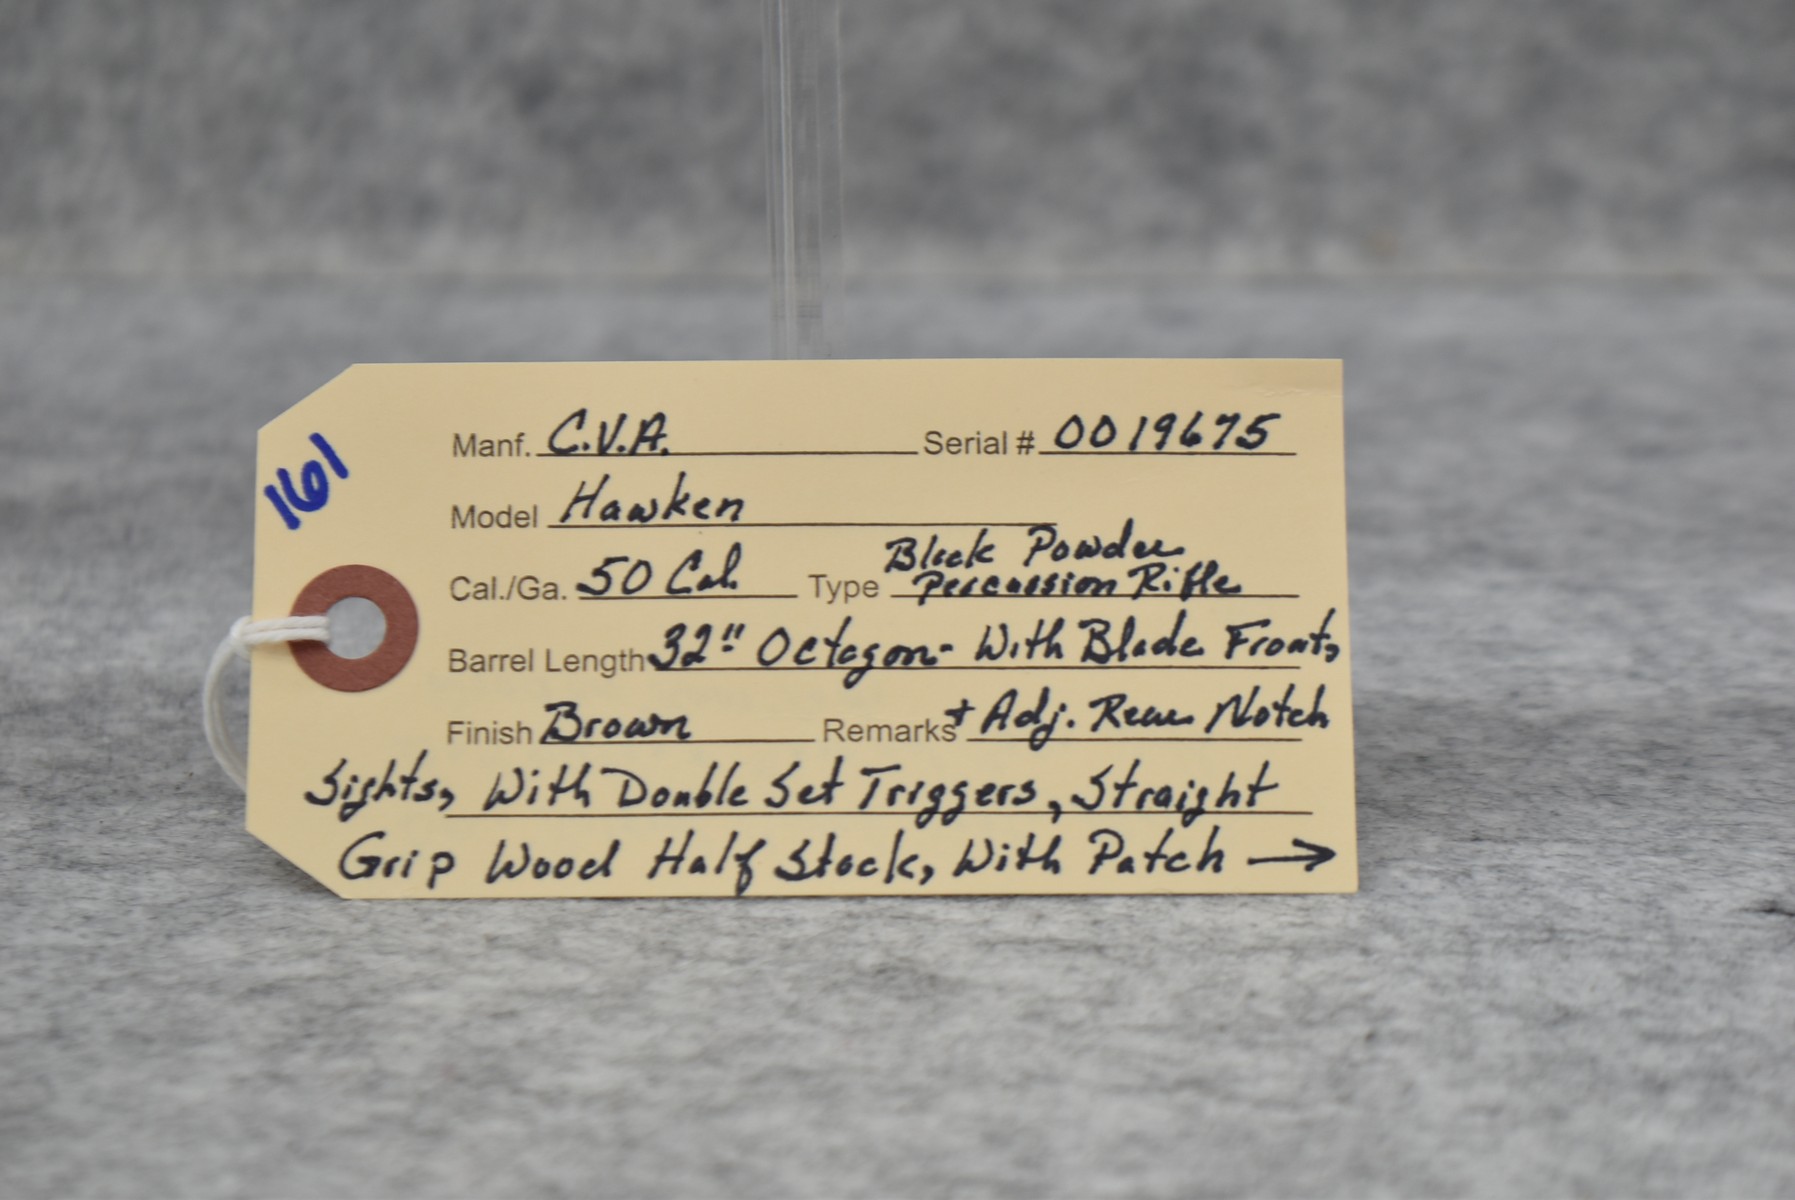 161
Manf. C.V.A. Serial # 0019675
Model Hawken
Cal./Ga. 50 Cal. Type Black Powder
Percussion Rifle
Barrel Length 32" Octagon - With Blade Front,
Finish Brown Remarks + Adj. Rear Notch
Sights, With Double Set Triggers, Straight
Grip Wood Half Stock, With Patch →